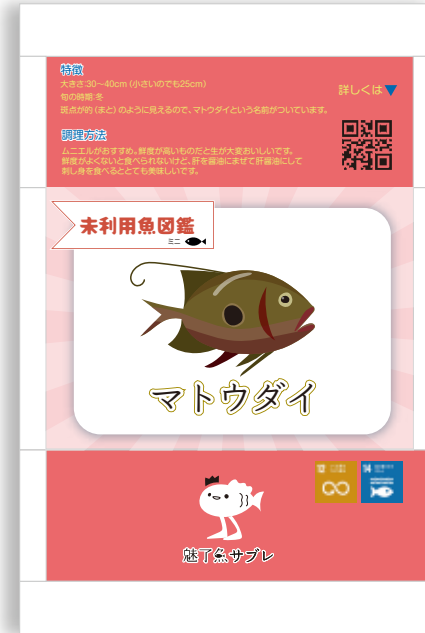 特徴
大きさ:30〜40cm (小さいのでも25cm)
旬の時期:冬
斑点が的(まと)のように見えるので、マトウダイという名前がついています。
詳しくは▼
調理方法
ムニエルがおすすめ。鮮度が高いものだと生が大変おいしいです。
鮮度がよくないと食べられないけど、肝を醤油にまぜて肝醤油にして
刺し身を食べるととても美味しいです。
未利用魚図鑑
ミニ
マトウダイ
12
14
魅了魚サブレ